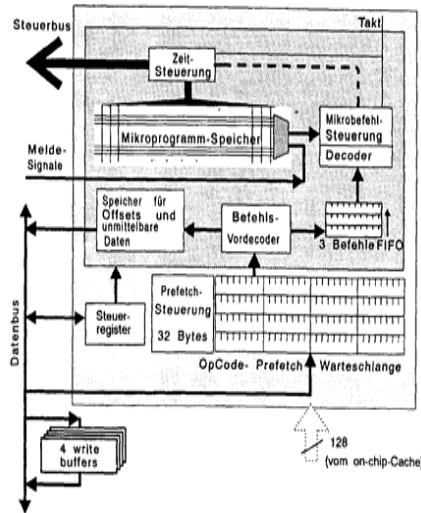 Steuerbus
Takt
Zeit-
Steuerung
Mikroprogramm-Speicher
Mikrobefehl-
Steuerung
Decoder
Melde-
Signale
Speicher für
Offsets und
unmittelbare
Daten
Befehls-
Vordecoder
3 Befehle FIFO
Datenbus
Steuer-
register
Prefetch-
Steuerung
32 Bytes
OpCode- Prefetch Warteschlange
4 write
buffers
128
(vom on-chip-Cache)